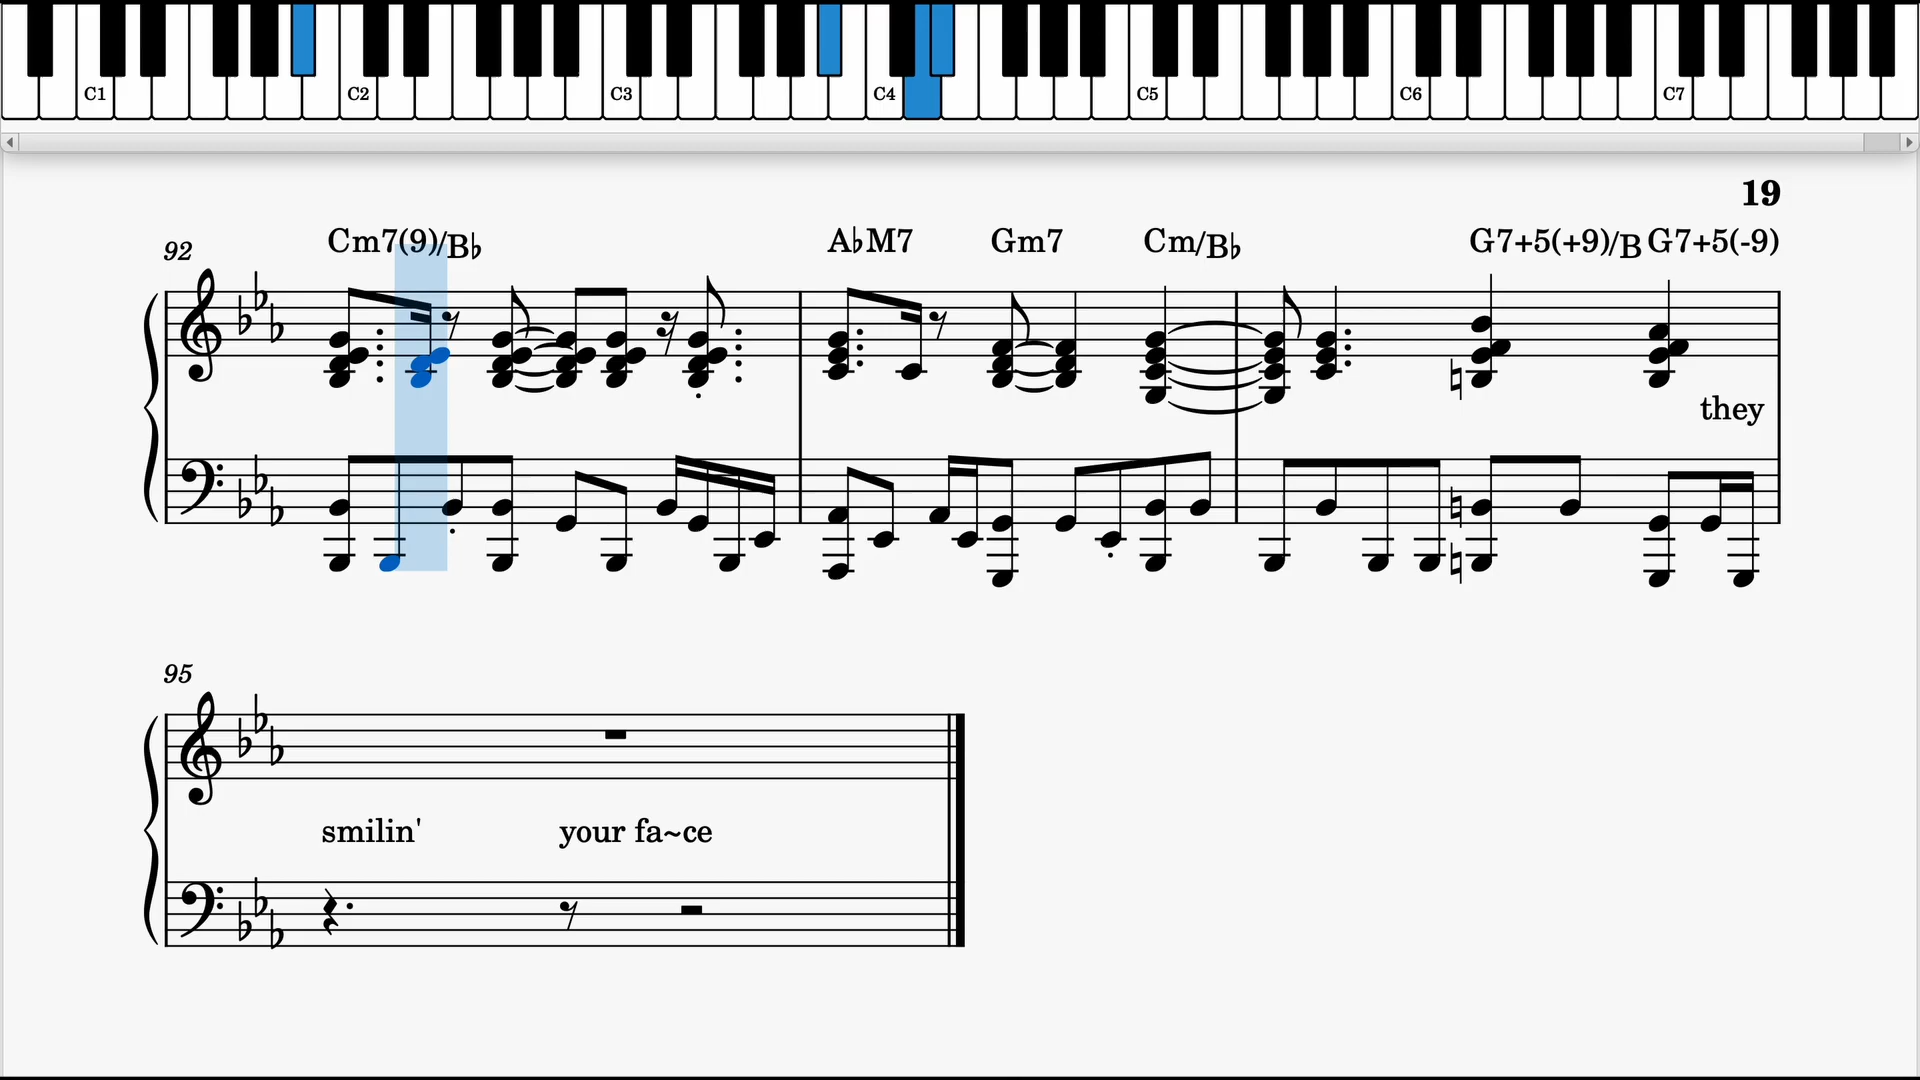 C1 C2 C3 C4 C5 C6 C7
19
92 Cm7(9)/B♭ A♭M7 Gm7 Cm/B♭ G7+5(+9)/B G7+5(-9)
they
95
smilin' your fa~ce